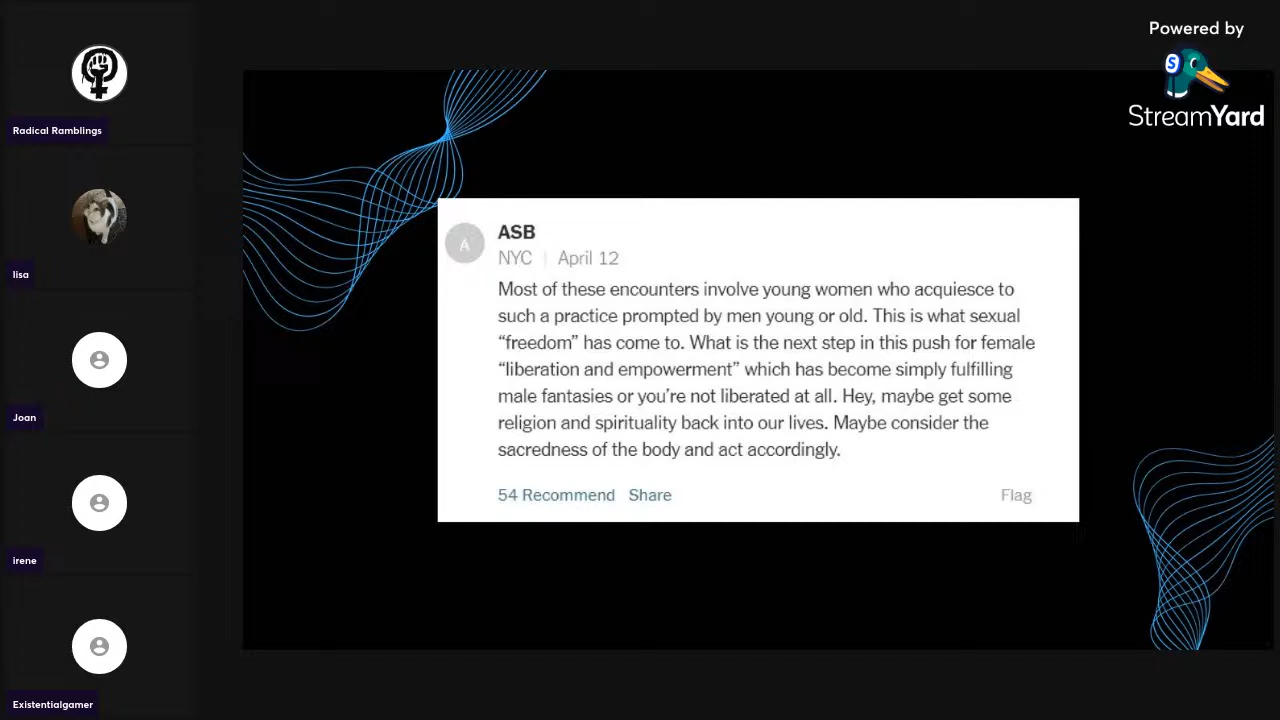 Powered by
S
StreamYard
Radical Ramblings
lisa
Joan
irene
Existentialgamer
A
ASB
NYC | April 12
Most of these encounters involve young women who acquiesce to
such a practice prompted by men young or old. This is what sexual
“freedom” has come to. What is the next step in this push for female
“liberation and empowerment” which has become simply fulfilling
male fantasies or you’re not liberated at all. Hey, maybe get some
religion and spirituality back into our lives. Maybe consider the
sacredness of the body and act accordingly.
54 Recommend Share
Flag